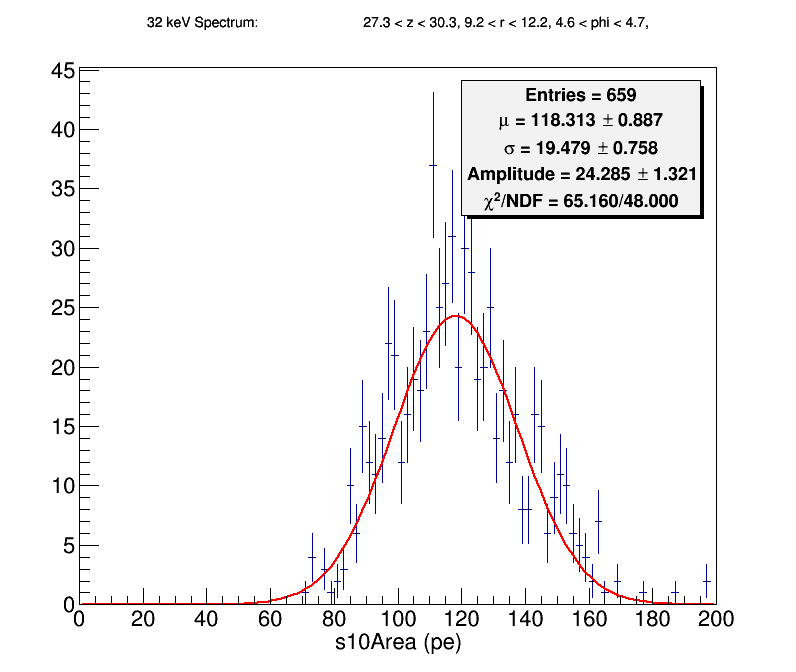 32 keV Spectrum: 27.3 < z < 30.3, 9.2 < r < 12.2, 4.6 < phi < 4.7,
Entries = 659
μ = 118.313 ± 0.887
σ = 19.479 ± 0.758
Amplitude = 24.285 ± 1.321
χ²/NDF = 65.160/48.000
45
40
35
30
25
20
15
10
5
0
0 20 40 60 80 100 120 140 160 180 200
s10Area (pe)